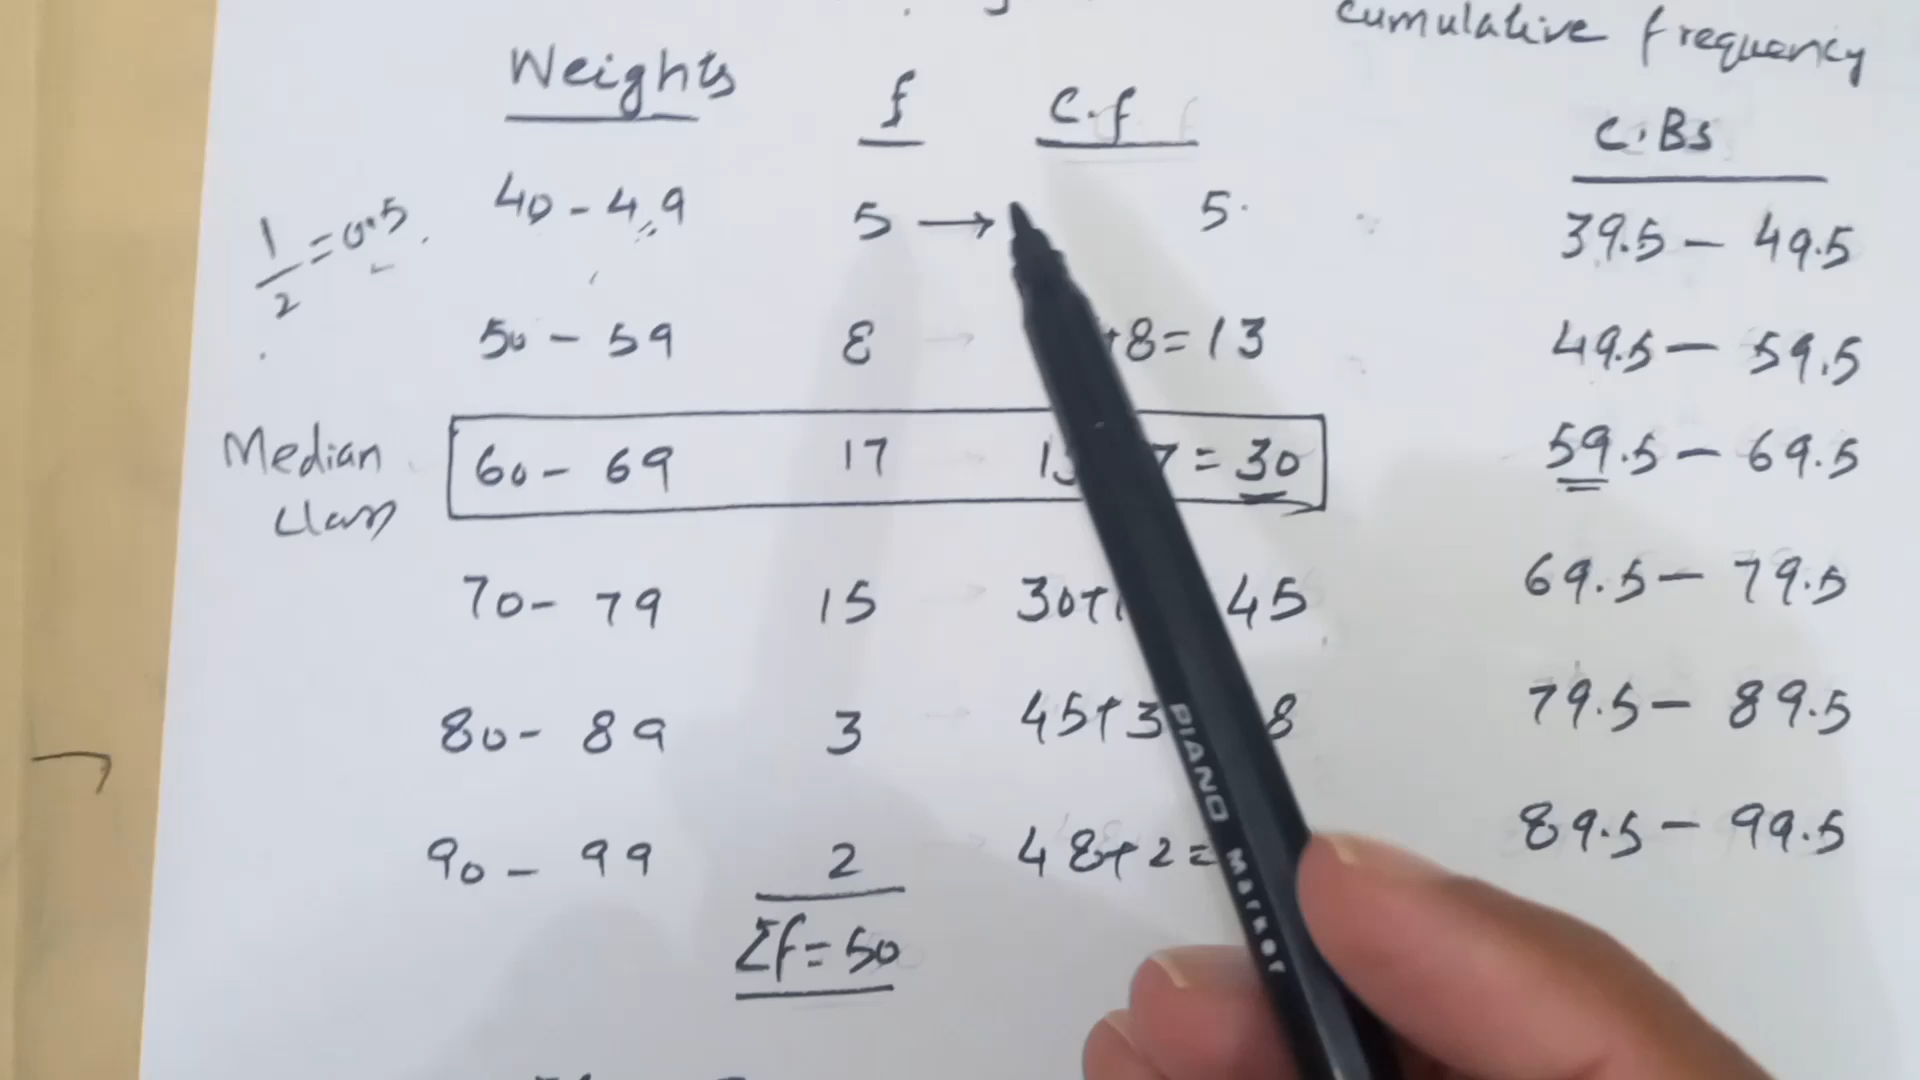 cumulative frequency
Weights f C.f C.Bs
1/2 = 0.5 40 - 49 5 → 5 39.5 - 49.5
50 - 59 8 +8 = 13 49.5 - 59.5
Median class 60 - 69 17 = 30 59.5 - 69.5
70 - 79 15 30+ 45 69.5 - 79.5
80 - 89 3 45+3 8 79.5 - 89.5
90 - 99 2 48+2= 89.5 - 99.5
Σf = 50
PIANO Marker